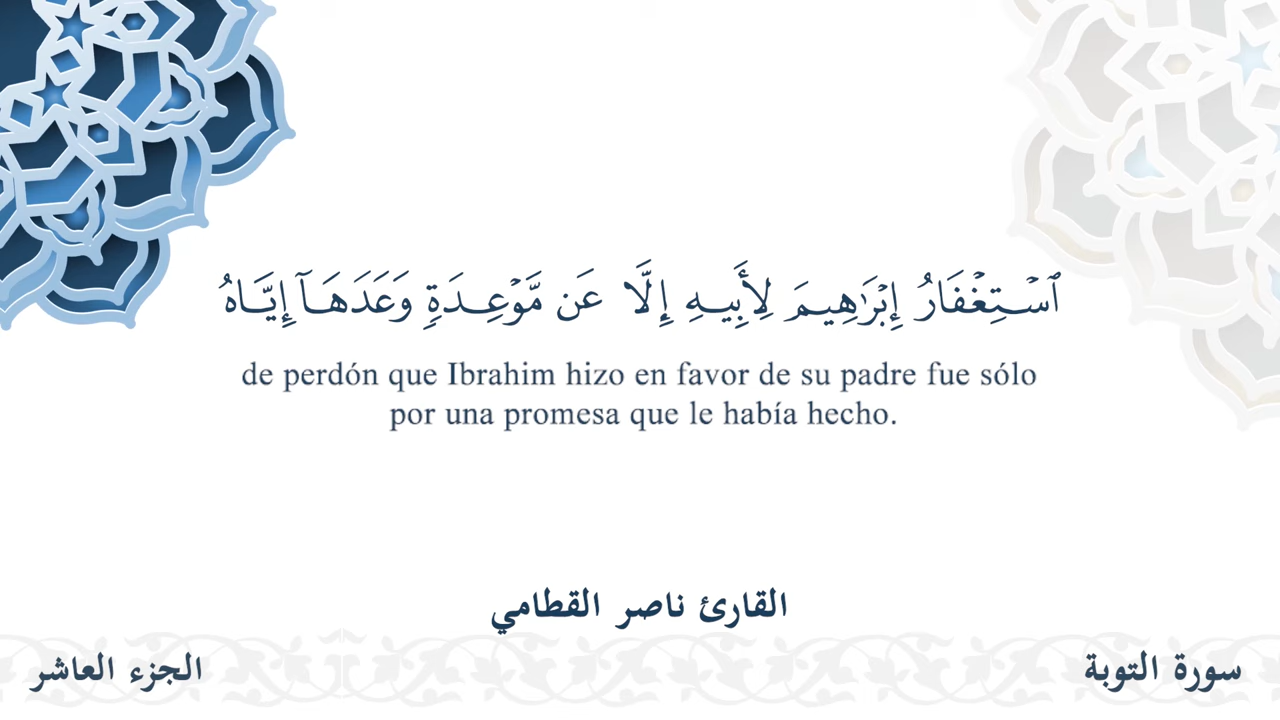 ٱسۡتِغۡفَارُ إِبۡرَٰهِيمَ لِأَبِيهِ إِلَّا عَن مَّوۡعِدَةٖ وَعَدَهَآ إِيَّاهُ
de perdón que Ibrahim hizo en favor de su padre fue sólo
por una promesa que le había hecho.
القارئ ناصر القطامي
سورة التوبة
الجزء العاشر